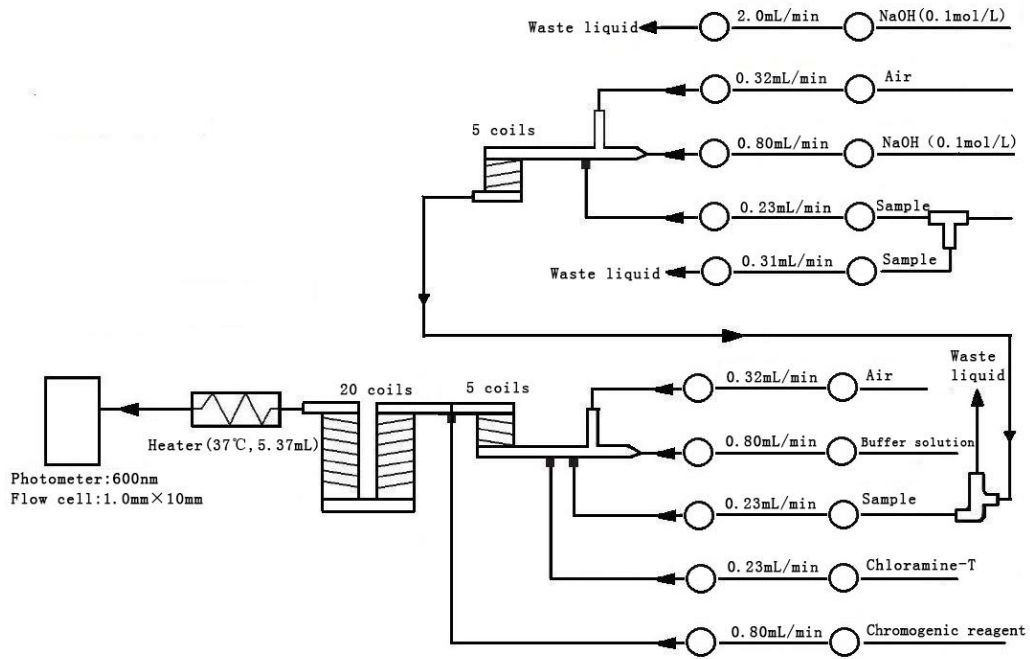 Waste liquid 2.0mL/min NaOH(0.1mol/L)
0.32mL/min Air
5 coils
0.80mL/min NaOH (0.1mol/L)
0.23mL/min Sample
Waste liquid 0.31mL/min Sample
Waste
liquid
20 coils 5 coils 0.32mL/min Air
0.80mL/min Buffer solution
Heater(37℃,5.37mL)
Photometer:600nm
Flow cell:1.0mm×10mm
0.23mL/min Sample
0.23mL/min Chloramine-T
0.80mL/min Chromogenic reagent